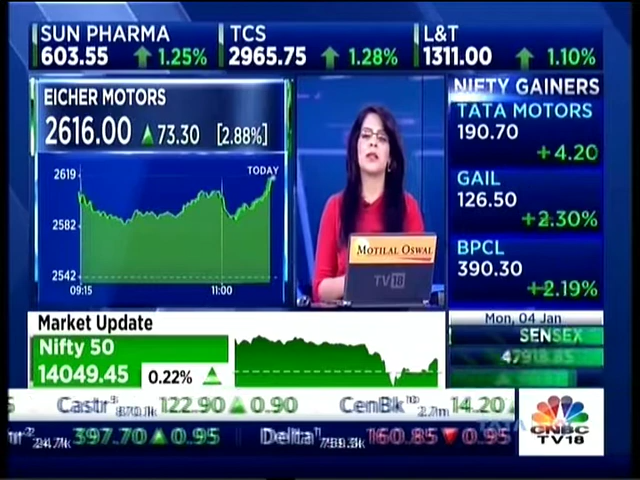 SUN PHARMA
603.55 1.25%
TCS
2965.75 1.28%
L&T
1311.00 1.10%
EICHER MOTORS
2616.00 73.30 [2.88%]
TODAY
2619
2582
2542
09:15 11:00
MOTILAL OSWAL
TV18
NIFTY GAINERS
TATA MOTORS
190.70
+4.20
GAIL
126.50
+2.30%
BPCL
390.30
+2.19%
Market Update
Nifty 50
14049.45 0.22%
Mon, 04 Jan
SENSEX
Castr 122.90 0.90 CenBk 2.7m 14.20
397.70 0.95 Delta 160.85 0.95
CNBC
TV18